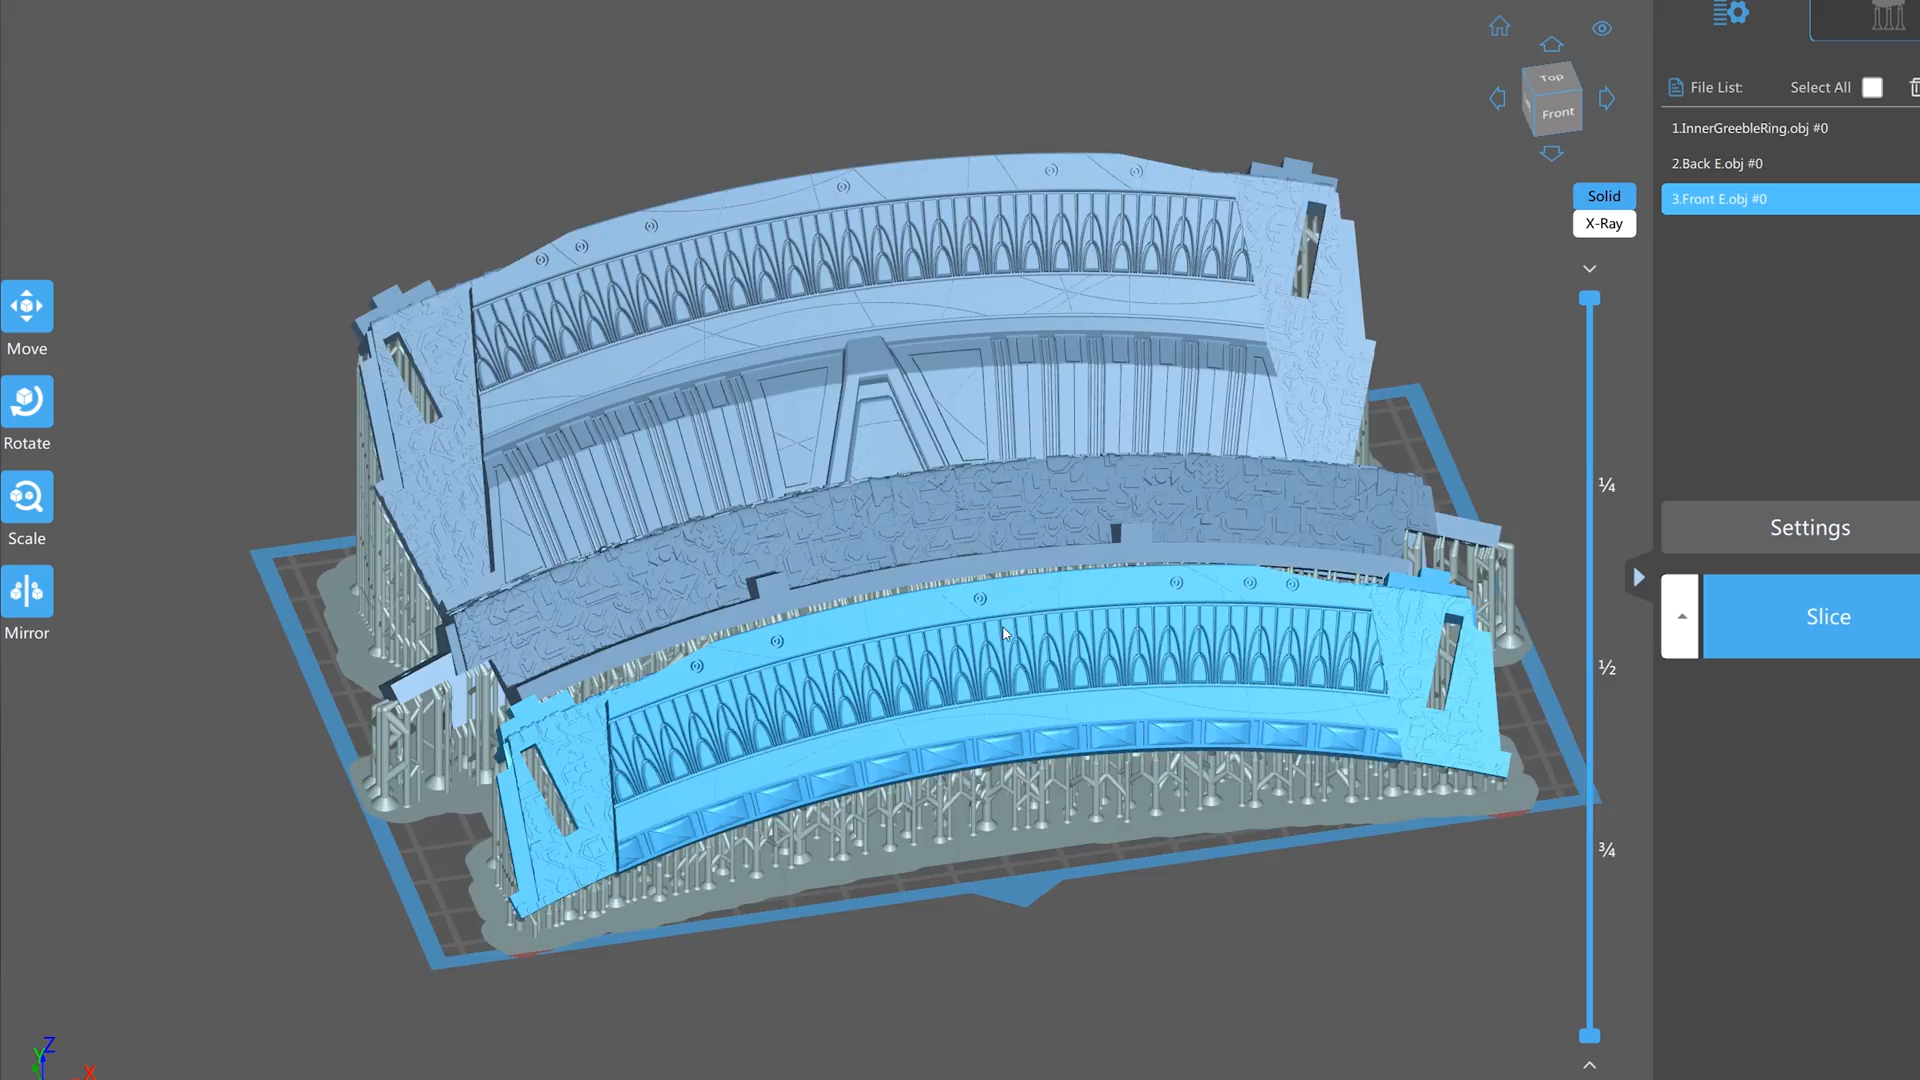 File List:
Select All
1.InnerGreebleRing.obj #0
2.Back E.obj #0
3.Front E.obj #0
Top
Front
Solid
X-Ray
Move
Rotate
Scale
Mirror
¼
½
¾
Settings
Slice
Z
Y
X